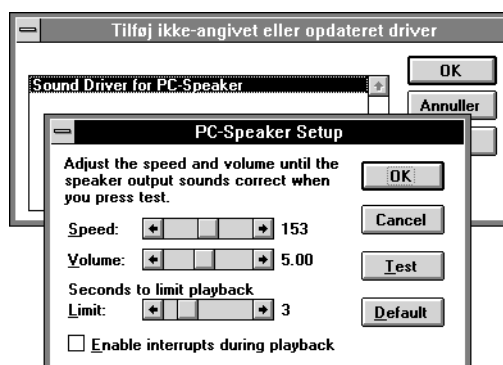 Tilføj ikke-angivet eller opdateret driver
Sound Driver for PC-Speaker
OK
Annuller
PC-Speaker Setup
Adjust the speed and volume until the
speaker output sounds correct when
you press test.
OK
Speed: 153
Cancel
Volume: 5.00
Test
Seconds to limit playback
Limit: 3
Default
Enable interrupts during playback